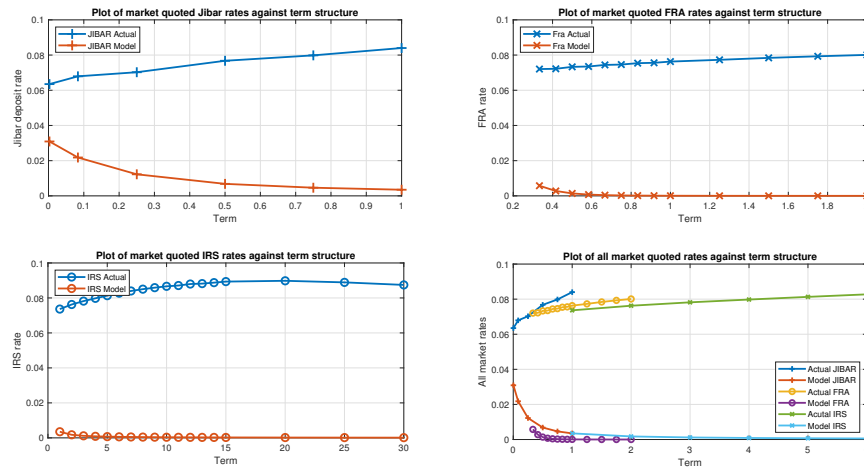 Plot of market quoted Jibar rates against term structure
JIBAR Actual
JIBAR Model
Jibar deposit rate
0.1
0.08
0.06
0.04
0.02
0
0 0.1 0.2 0.3 0.4 0.5 0.6 0.7 0.8 0.9 1
Term
Plot of market quoted FRA rates against term structure
Fra Actual
Fra Model
FRA rate
0.1
0.08
0.06
0.04
0.02
0
0.2 0.4 0.6 0.8 1 1.2 1.4 1.6 1.8
Term
Plot of market quoted IRS rates against term structure
IRS Actual
IRS Model
IRS rate
0.1
0.08
0.06
0.04
0.02
0
0 5 10 15 20 25 30
Term
Plot of all market quoted rates against term structure
All market rates
0.1
0.08
0.06
0.04
0.02
0
Actual JIBAR
Model JIBAR
Actual FRA
Model FRA
Acutal IRS
Model IRS
0 1 2 3 4 5
Term